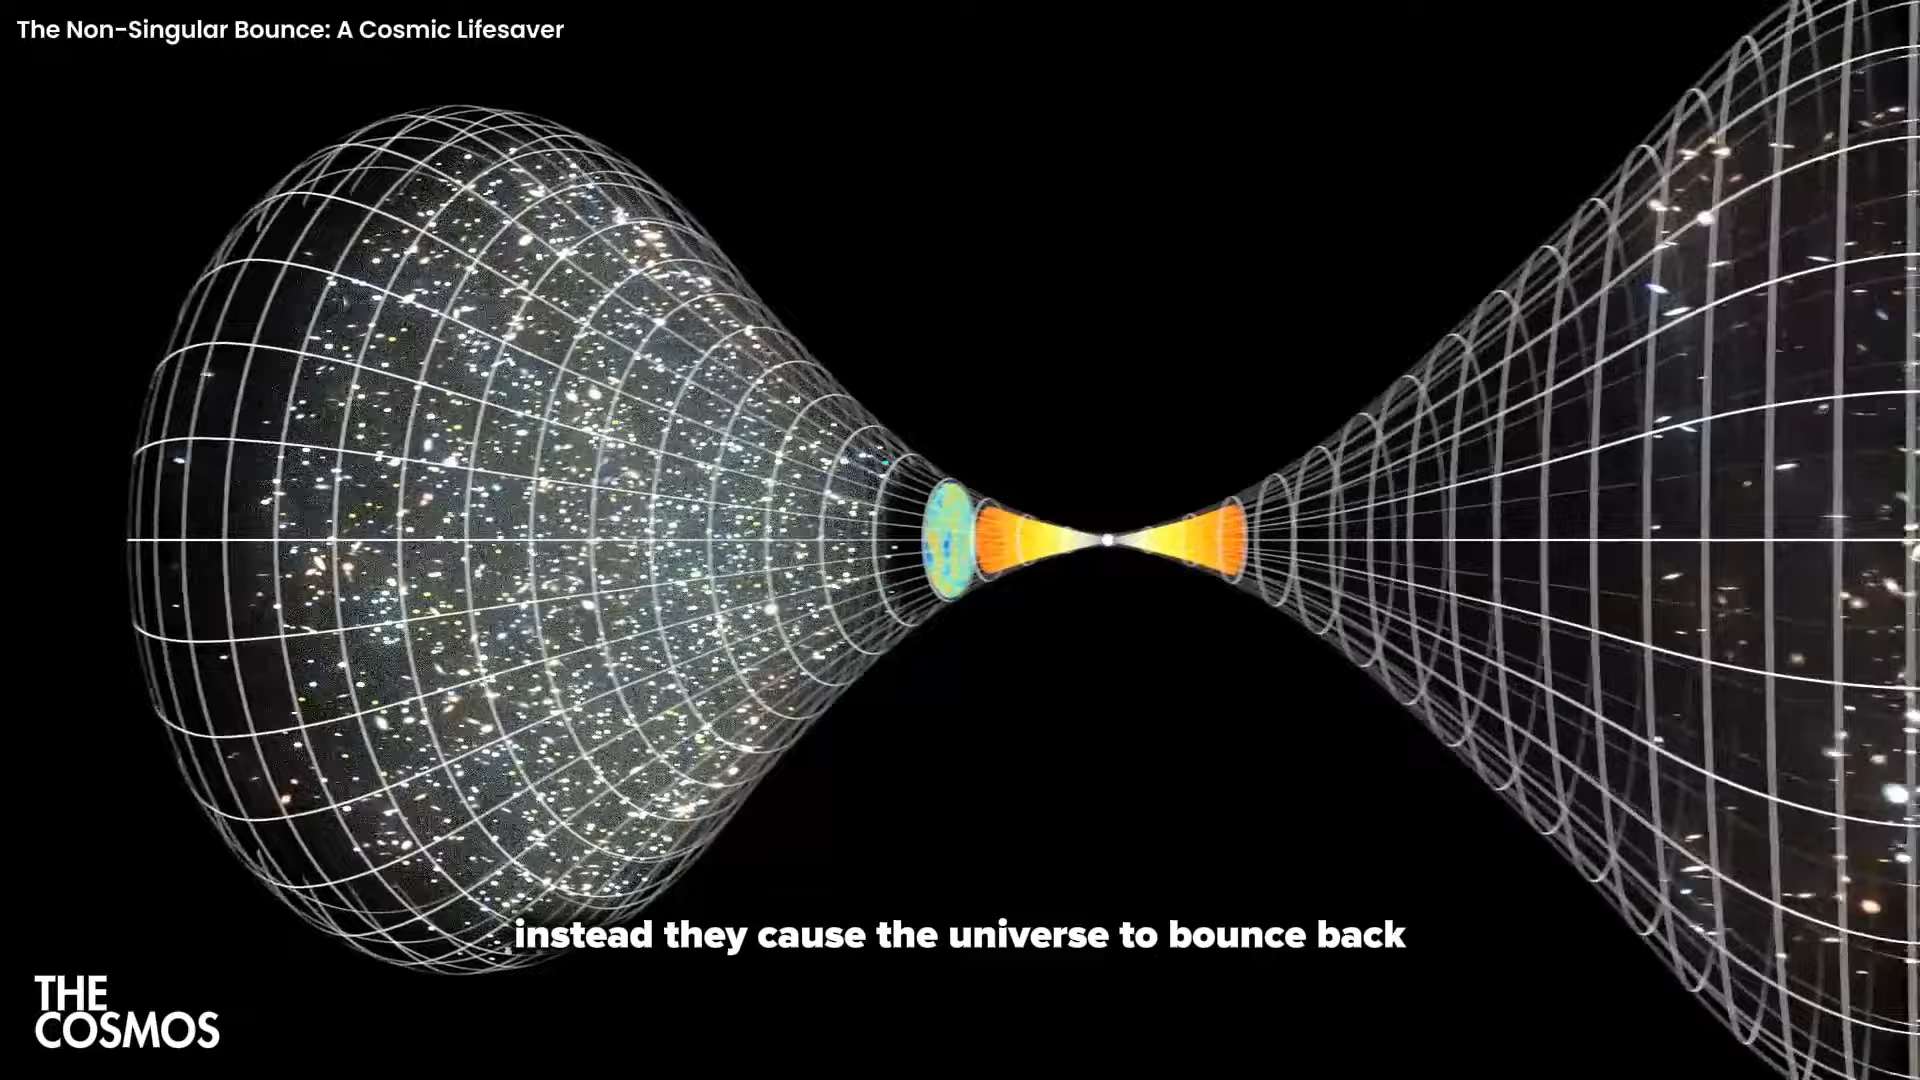 The Non-Singular Bounce: A Cosmic Lifesaver
instead they cause the universe to bounce back
THE
COSMOS